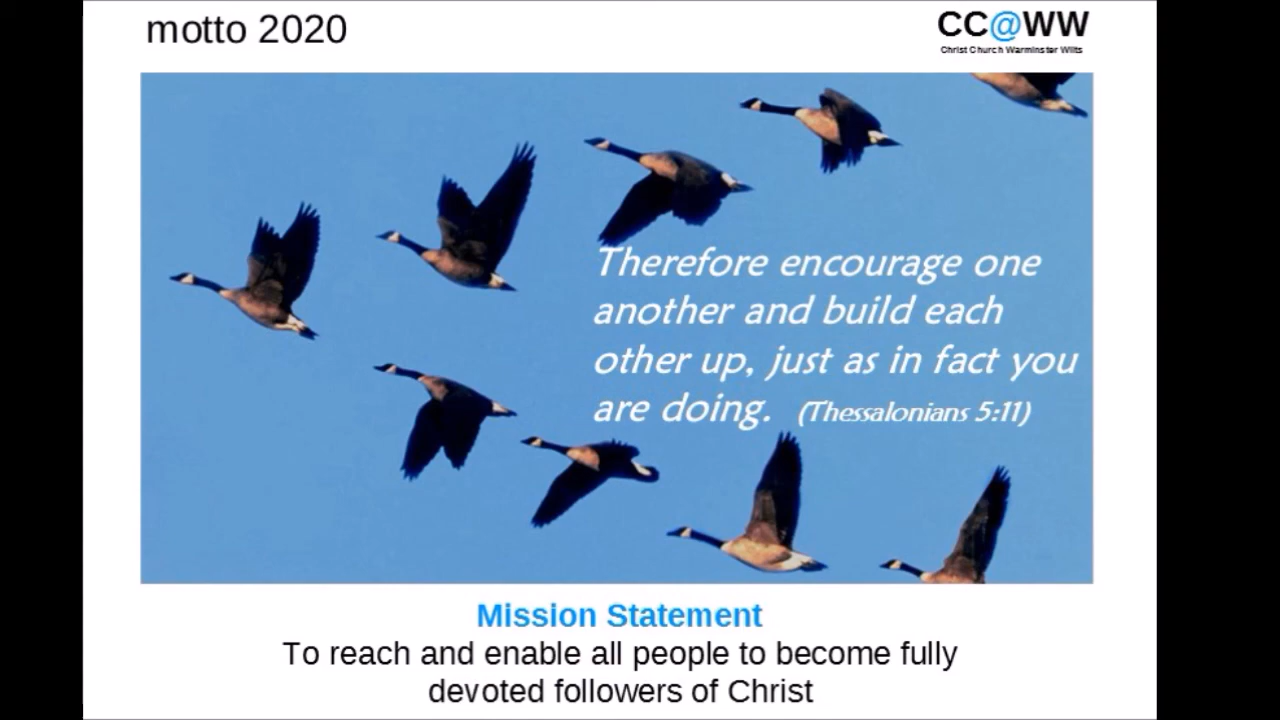 motto 2020
CC@WW
Christ Church Warminster Wilts
Therefore encourage one
another and build each
other up, just as in fact you
are doing. (Thessalonians 5:11)
Mission Statement
To reach and enable all people to become fully
devoted followers of Christ